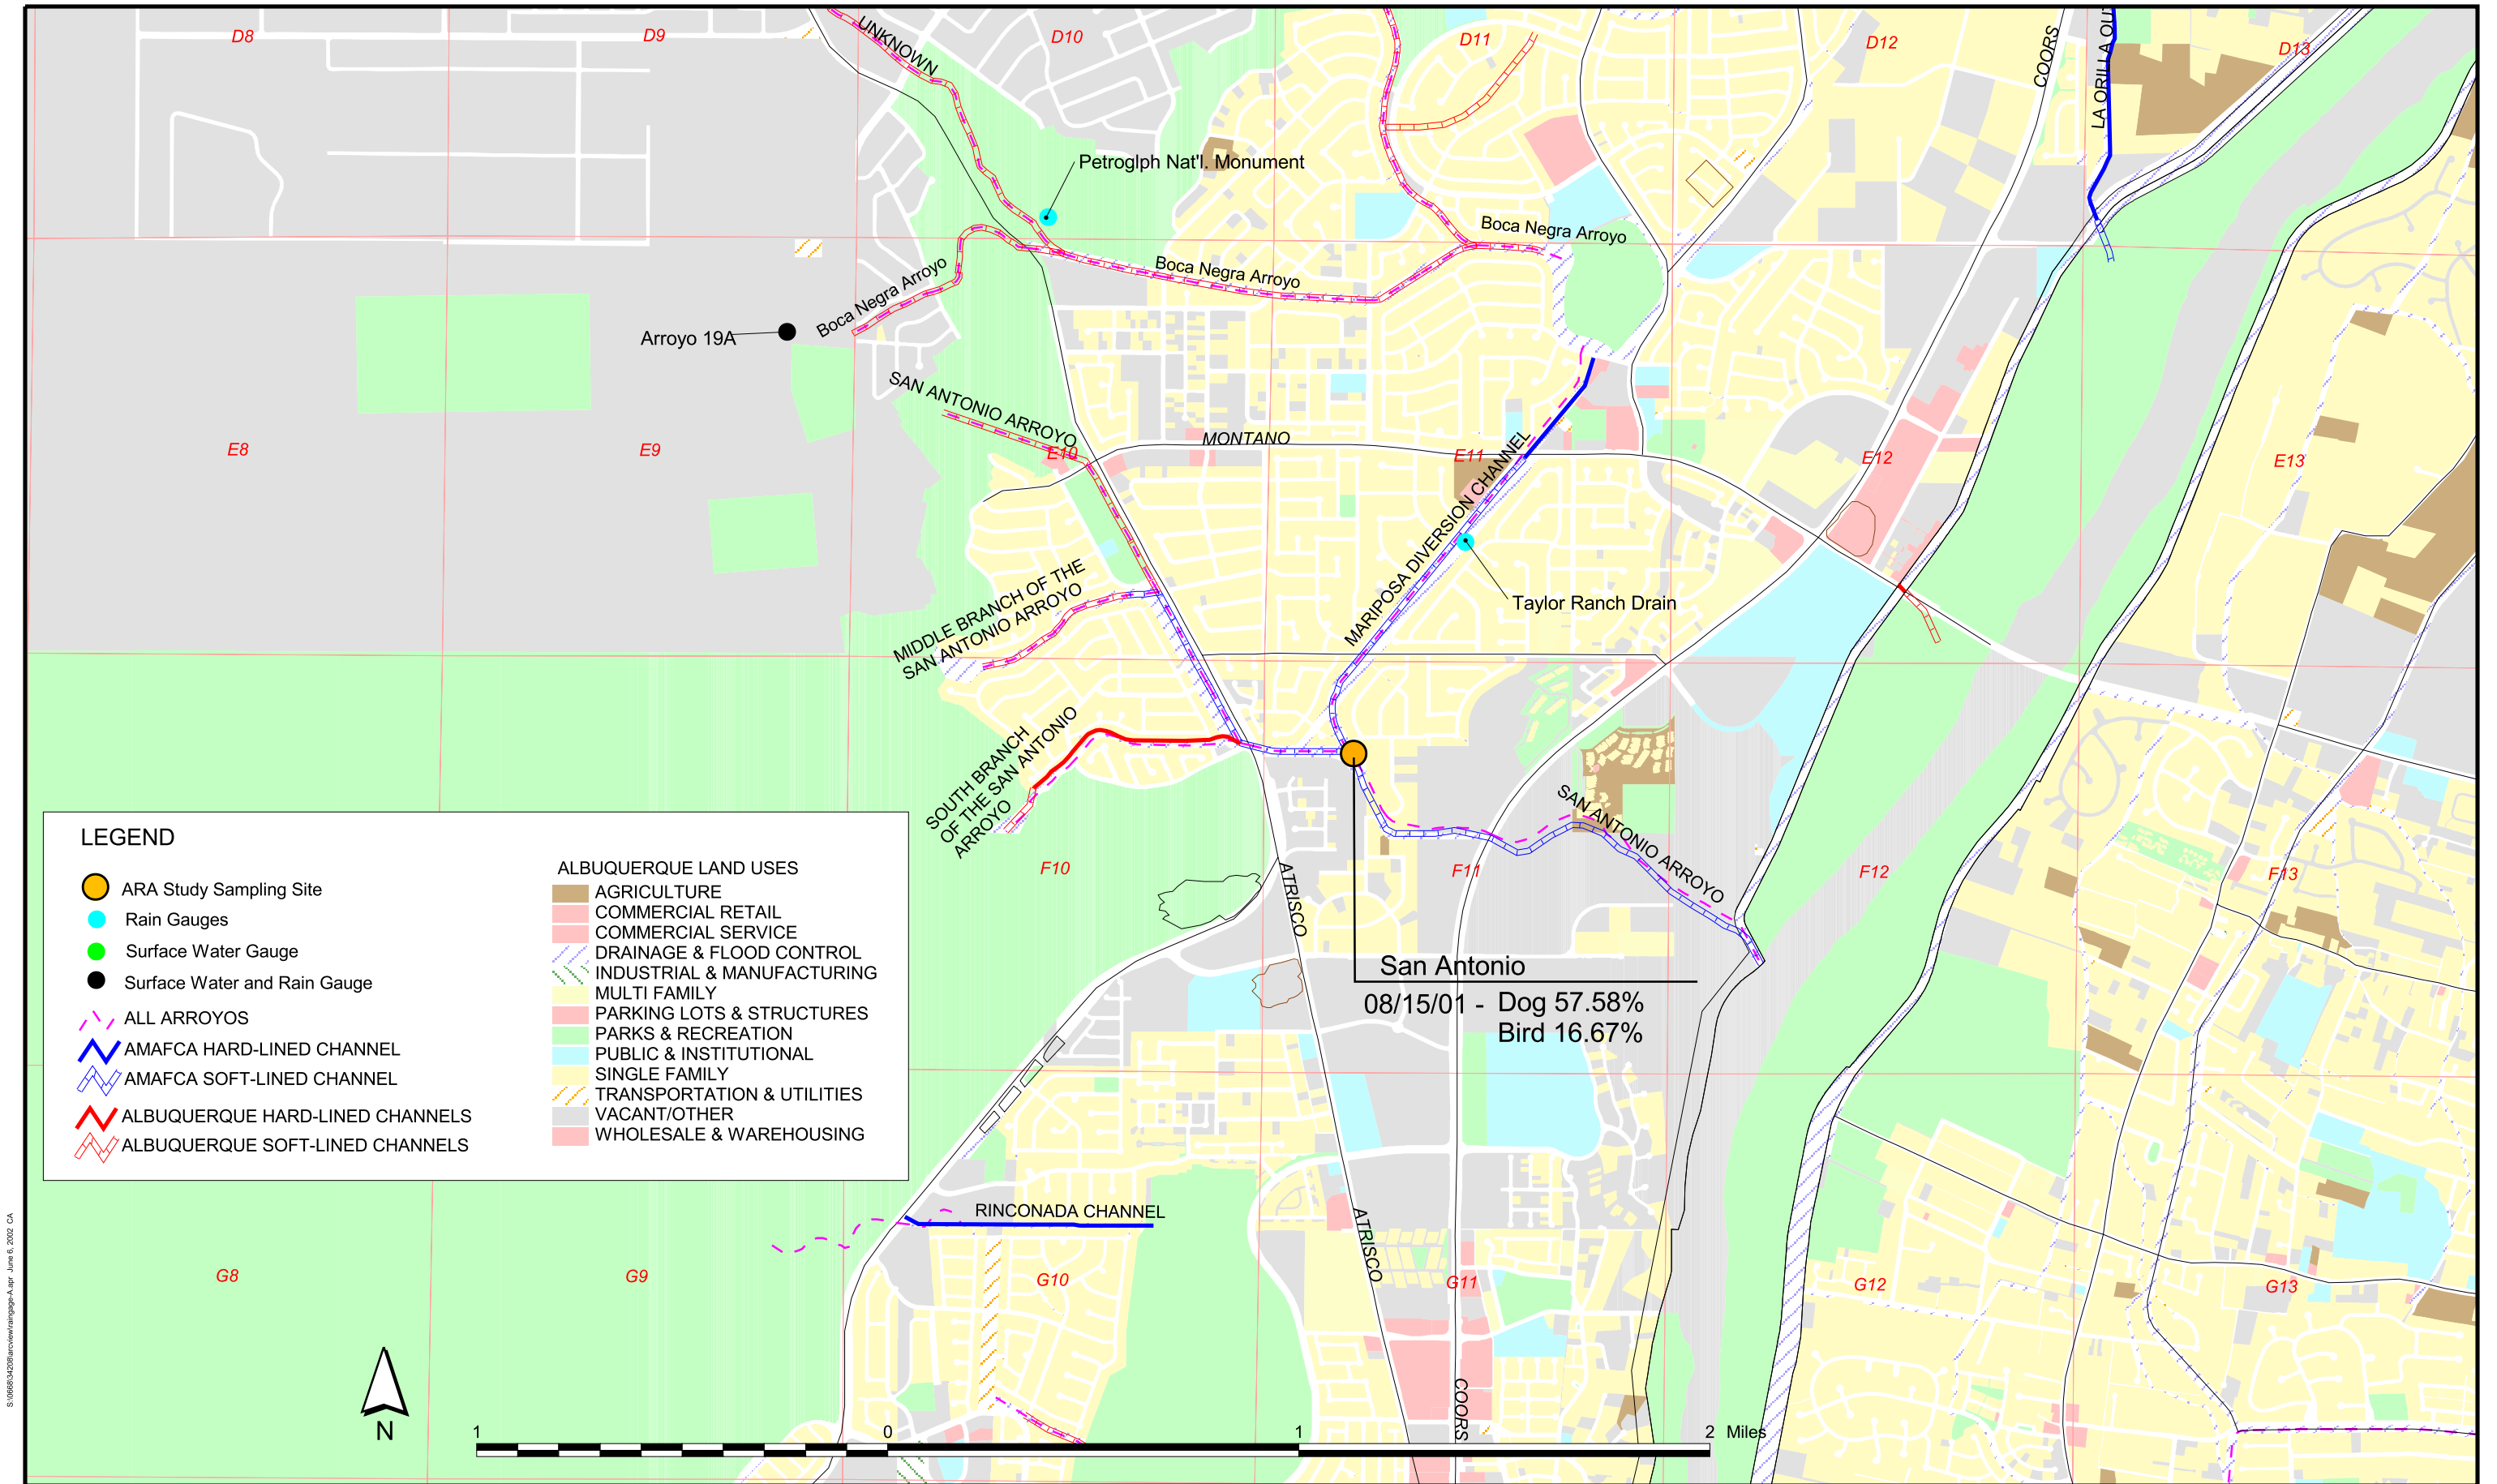 D8
D9
D10
D11
D12
D13
UNKNOWN
COORS
LA ORILLA OUT
Petroglph Nat'l. Monument
Boca Negra Arroyo
Boca Negra Arroyo
Boca Negra Arroyo
Arroyo 19A
SAN ANTONIO ARROYO
MONTANO
E8
E9
E10
E11
E12
E13
MARIPOSA DIVERSION CHANNEL
Taylor Ranch Drain
MIDDLE BRANCH OF THE
SAN ANTONIO ARROYO
SOUTH BRANCH
OF THE SAN ANTONIO
ARROYO
SAN ANTONIO ARROYO
F10
F11
F12
F13
ATRISCO
San Antonio
08/15/01 - Dog 57.58%
Bird 16.67%
LEGEND
ARA Study Sampling Site
Rain Gauges
Surface Water Gauge
Surface Water and Rain Gauge
ALL ARROYOS
AMAFCA HARD-LINED CHANNEL
AMAFCA SOFT-LINED CHANNEL
ALBUQUERQUE HARD-LINED CHANNELS
ALBUQUERQUE SOFT-LINED CHANNELS
ALBUQUERQUE LAND USES
AGRICULTURE
COMMERCIAL RETAIL
COMMERCIAL SERVICE
DRAINAGE & FLOOD CONTROL
INDUSTRIAL & MANUFACTURING
MULTI FAMILY
PARKING LOTS & STRUCTURES
PARKS & RECREATION
PUBLIC & INSTITUTIONAL
SINGLE FAMILY
TRANSPORTATION & UTILITIES
VACANT/OTHER
WHOLESALE & WAREHOUSING
RINCONADA CHANNEL
ATRISCO
G8
G9
G10
G11
G12
G13
COORS
N
1 0 1 2 Miles
June 6, 2002 CA